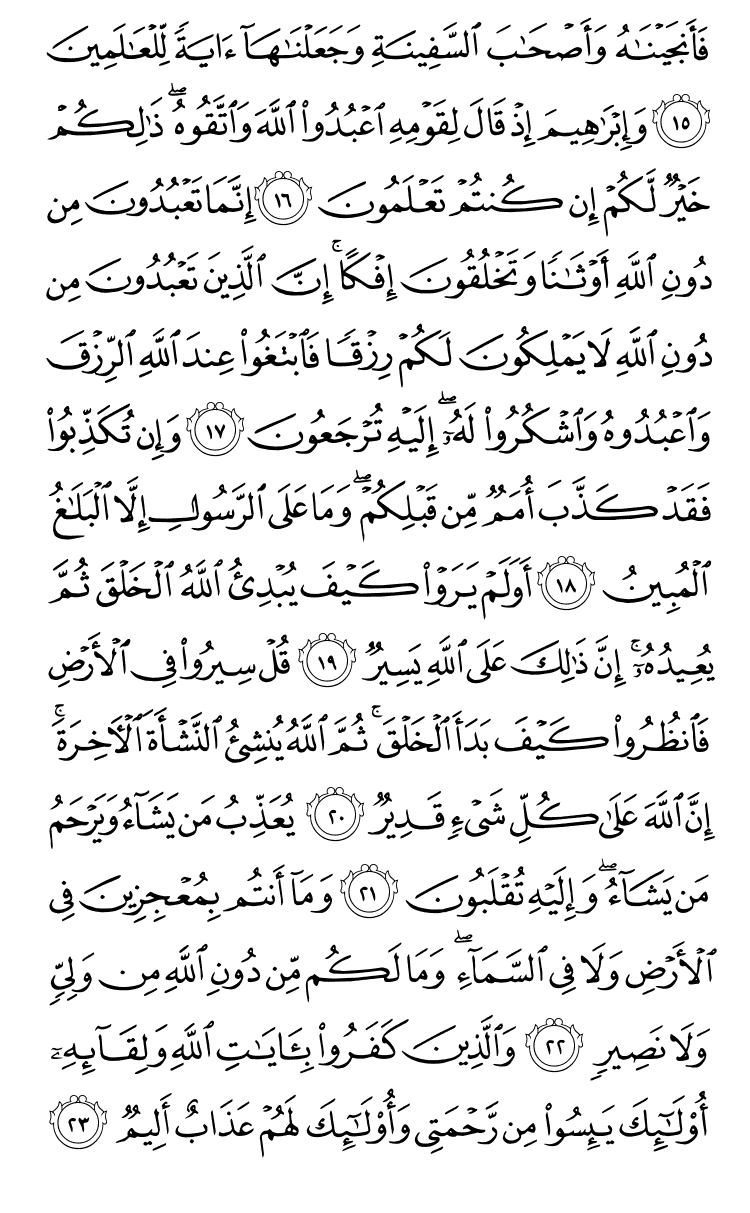 فَأَنجَيْنَٰهُ وَأَصْحَٰبَ ٱلسَّفِينَةِ وَجَعَلْنَٰهَآ ءَايَةً لِّلْعَٰلَمِينَ
١٥ وَإِبْرَٰهِيمَ إِذْ قَالَ لِقَوْمِهِ ٱعْبُدُوا۟ ٱللَّهَ وَٱتَّقُوهُ ۖ ذَٰلِكُمْ
خَيْرٌ لَّكُمْ إِن كُنتُمْ تَعْلَمُونَ ١٦ إِنَّمَا تَعْبُدُونَ مِن
دُونِ ٱللَّهِ أَوْثَٰنًا وَتَخْلُقُونَ إِفْكًا ۚ إِنَّ ٱلَّذِينَ تَعْبُدُونَ مِن
دُونِ ٱللَّهِ لَا يَمْلِكُونَ لَكُمْ رِزْقًا فَٱبْتَغُوا۟ عِندَ ٱللَّهِ ٱلرِّزْقَ
وَٱعْبُدُوهُ وَٱشْكُرُوا۟ لَهُۥٓ ۖ إِلَيْهِ تُرْجَعُونَ ١٧ وَإِن تُكَذِّبُوا۟
فَقَدْ كَذَّبَ أُمَمٌ مِّن قَبْلِكُمْ ۖ وَمَا عَلَى ٱلرَّسُولِ إِلَّا ٱلْبَلَٰغُ
ٱلْمُبِينُ ١٨ أَوَلَمْ يَرَوْا۟ كَيْفَ يُبْدِئُ ٱللَّهُ ٱلْخَلْقَ ثُمَّ
يُعِيدُهُۥٓ ۚ إِنَّ ذَٰلِكَ عَلَى ٱللَّهِ يَسِيرٌ ١٩ قُلْ سِيرُوا۟ فِى ٱلْأَرْضِ
فَٱنظُرُوا۟ كَيْفَ بَدَأَ ٱلْخَلْقَ ۚ ثُمَّ ٱللَّهُ يُنشِئُ ٱلنَّشْأَةَ ٱلْـَٔاخِرَةَ ۚ
إِنَّ ٱللَّهَ عَلَىٰ كُلِّ شَىْءٍ قَدِيرٌ ٢٠ يُعَذِّبُ مَن يَشَآءُ وَيَرْحَمُ
مَن يَشَآءُ ۖ وَإِلَيْهِ تُقْلَبُونَ ٢١ وَمَآ أَنتُم بِمُعْجِزِينَ فِى
ٱلْأَرْضِ وَلَا فِى ٱلسَّمَآءِ ۖ وَمَا لَكُم مِّن دُونِ ٱللَّهِ مِن وَلِىٍّ
وَلَا نَصِيرٍ ٢٢ وَٱلَّذِينَ كَفَرُوا۟ بِـَٔايَٰتِ ٱللَّهِ وَلِقَآئِهِۦٓ
أُو۟لَٰٓئِكَ يَئِسُوا۟ مِن رَّحْمَتِى وَأُو۟لَٰٓئِكَ لَهُمْ عَذَابٌ أَلِيمٌ ٢٣